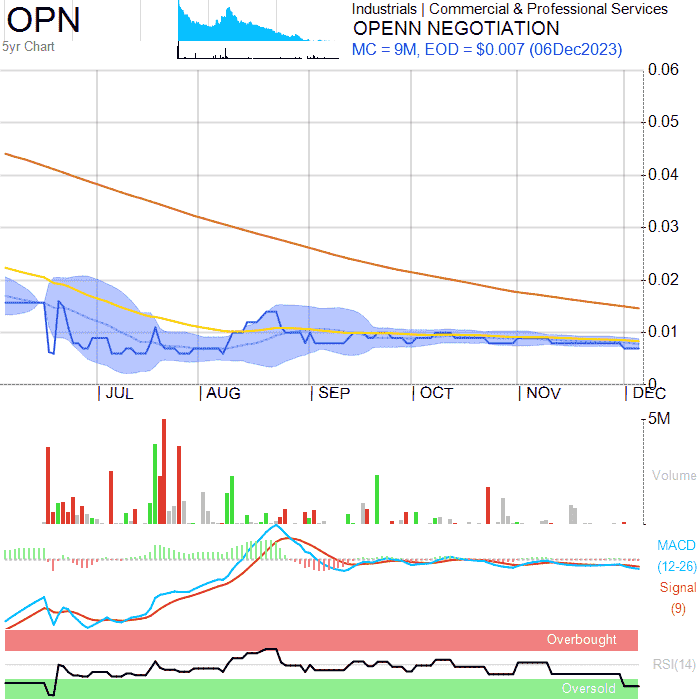 OPN
Industrials | Commercial & Professional Services
OPENN NEGOTIATION
5yr Chart
MC = 9M, EOD = $0.007 (06Dec2023)
0.06
0.05
0.04
0.03
0.02
0.01
0
JUL AUG SEP OCT NOV DEC
5M
Volume
MACD
(12-26)
Signal
(9)
Overbought
RSI(14)
Oversold